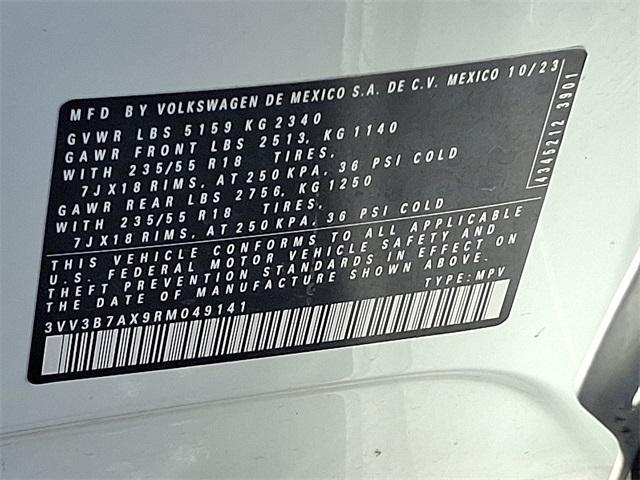 MFD BY VOLKSWAGEN DE MEXICO S.A. DE C.V. MEXICO 10/23
GVWR LBS 5159 KG 2340
GAWR FRONT LBS 2513, KG 1140
WITH 235/55 R18 TIRES,
7JX18 RIMS, AT 250 KPA, 36 PSI COLD
GAWR REAR LBS 2756, KG 1250
WITH 235/55 R18 TIRES,
7JX18 RIMS, AT 250 KPA, 36 PSI COLD
THIS VEHICLE CONFORMS TO ALL APPLICABLE
U.S. FEDERAL MOTOR VEHICLE SAFETY AND
THEFT PREVENTION STANDARDS IN EFFECT ON
THE DATE OF MANUFACTURE SHOWN ABOVE.
TYPE: MPV
3VV3B7AX9RM049141
4345212 3901